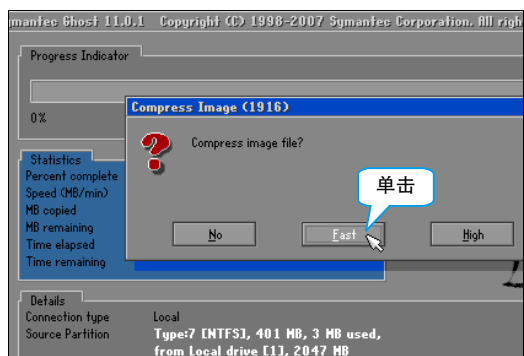 ymantec Ghost 11.0.1 Copyright (C) 1998-2007 Symantec Corporation. All righ
Progress Indicator
0%
Compress Image (1916)
Compress image file?
单击
No
Fast
High
Statistics
Percent complete
Speed (MB/min)
MB copied
MB remaining
Time elapsed
Time remaining
Details
Connection type Local
Source Partition Type:7 [NTFS], 401 MB, 3 MB used,
from Local drive [1], 2047 MB